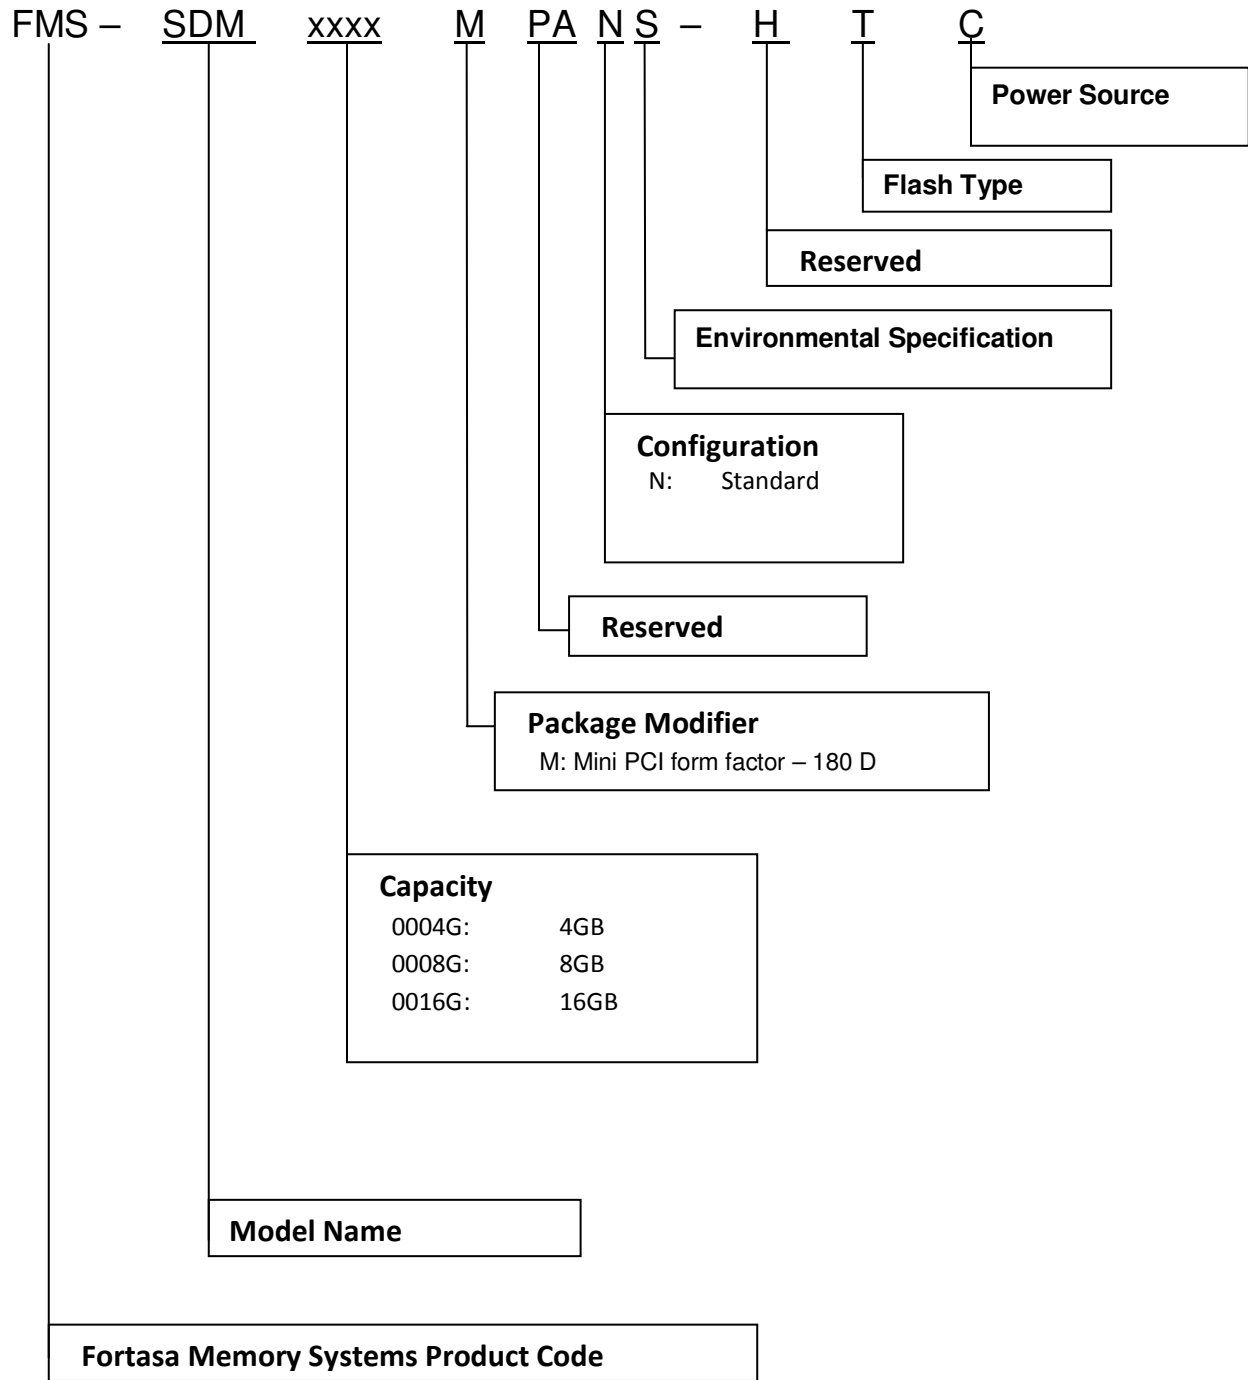 FMS – SDM xxxx M PA N S – H T C
Power Source
Flash Type
Reserved
Environmental Specification
Configuration
N: Standard
Reserved
Package Modifier
M: Mini PCI form factor – 180 D
Capacity
0004G: 4GB
0008G: 8GB
0016G: 16GB
Model Name
Fortasa Memory Systems Product Code